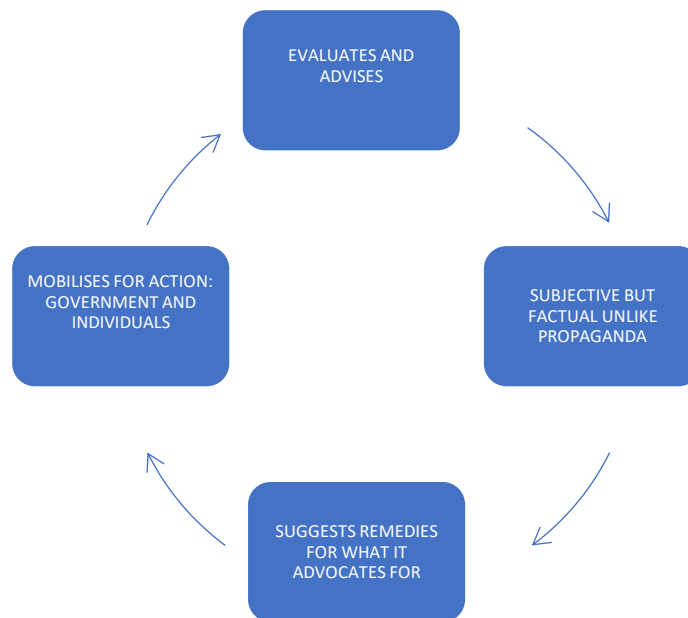 EVALUATES AND
ADVISES
SUBJECTIVE BUT
FACTUAL UNLIKE
PROPAGANDA
SUGGESTS REMEDIES
FOR WHAT IT
ADVOCATES FOR
MOBILISES FOR ACTION:
GOVERNMENT AND
INDIVIDUALS